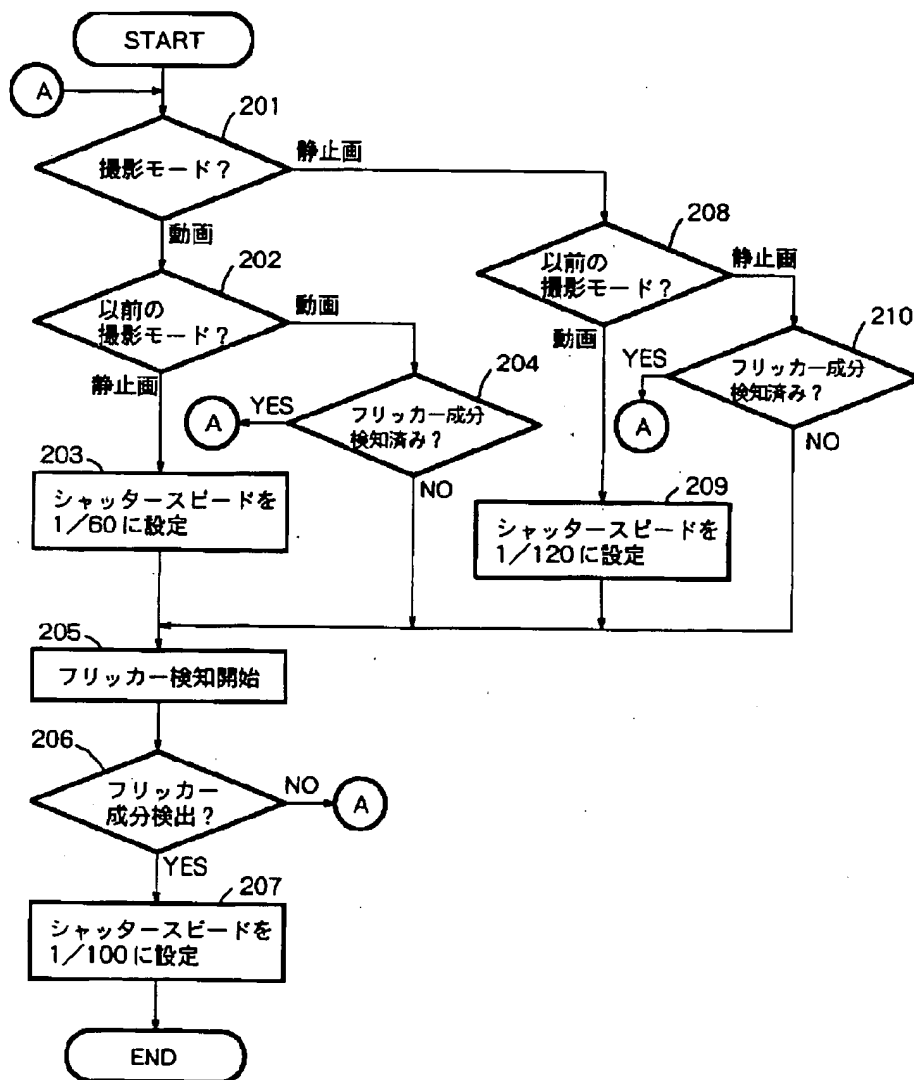 START
A
201
撮影モード?
静止画
動画
202
以前の
撮影モード?
動画
静止画
208
以前の
撮影モード?
静止画
動画
210
フリッカー成分
検知済み?
YES
A
NO
204
フリッカー成分
検知済み?
YES
A
NO
203
シャッタースピードを
1/60に設定
209
シャッタースピードを
1/120に設定
205
フリッカー検知開始
206
フリッカー
成分検出?
NO
A
YES
207
シャッタースピードを
1/100に設定
END